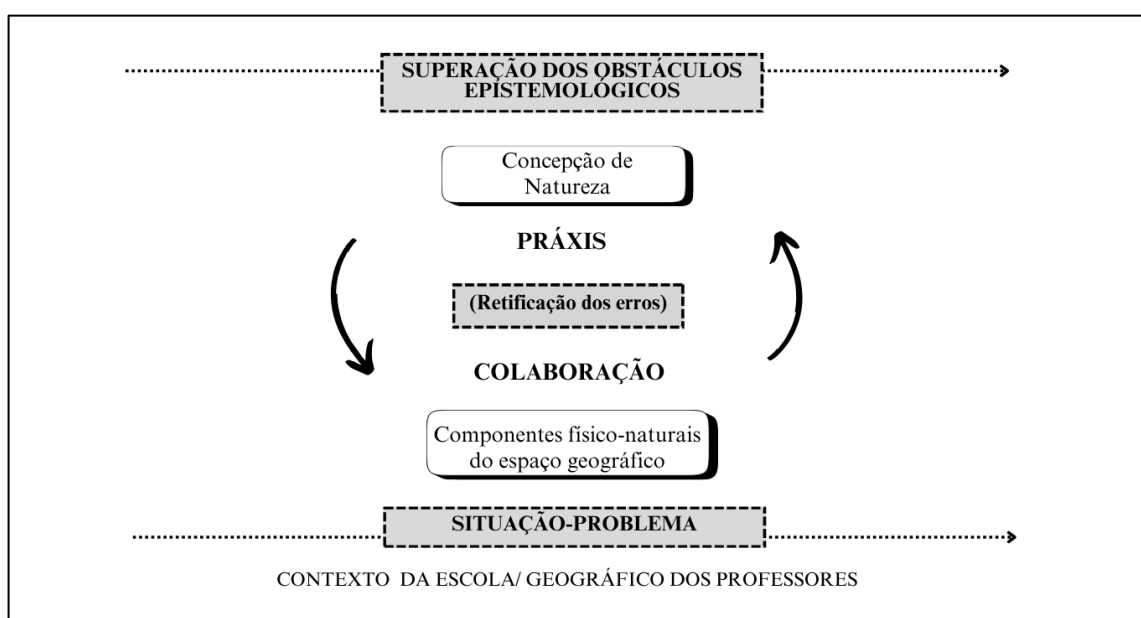 SUPERAÇÃO DOS OBSTÁCULOS
EPISTEMOLÓGICOS
Concepção de
Natureza
PRÁXIS
(Retificação dos erros)
COLABORAÇÃO
Componentes físico-naturais
do espaço geográfico
SITUAÇÃO-PROBLEMA
CONTEXTO DA ESCOLA/ GEOGRÁFICO DOS PROFESSORES